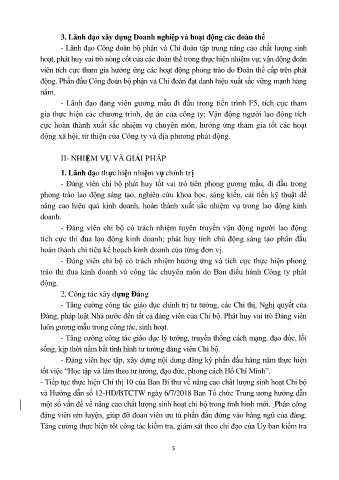 3. Lãnh đạo xây dựng Doanh nghiệp và hoạt động các đoàn thể
- Lãnh đạo Công đoàn bộ phận và Chi đoàn tập trung nâng cao chất lượng sinh
hoạt, phát huy vai trò nòng cốt của các đoàn thể trong thực hiện nhiệm vụ; vận động đoàn
viên tích cực tham gia hưởng ứng các hoạt động phong trào do Đoàn thể cấp trên phát
động. Phấn đấu Công đoàn bộ phận và Chi đoàn đạt danh hiệu xuất sắc vững mạnh hàng
năm.
- Lãnh đạo đảng viên gương mẫu đi đầu trong tiến trình F5, tích cực tham
gia thực hiện các chương trình, dự án của công ty; Vận động người lao động tích
cực hoàn thành xuất sắc nhiệm vụ chuyên môn, hưởng ứng tham gia tốt các hoạt
động xã hội, từ thiện của Công ty và địa phương phát động.
II- NHIỆM VỤ VÀ GIẢI PHÁP
1. Lãnh đạo thực hiện nhiệm vụ chính trị
- Đảng viên chi bộ phát huy tốt vai trò tiên phong gương mẫu, đi đầu trong
phong trào lao động sáng tạo, nghiên cứu khoa học, sáng kiến, cải tiến kỹ thuật để
nâng cao hiệu quả kinh doanh, hoàn thành xuất sắc nhiệm vụ trong lao động kinh
doanh.
- Đảng viên chi bộ có trách nhiệm tuyên truyền vận động người lao động
tích cực thi đua lao động kinh doanh; phát huy tinh chủ động sáng tạo phấn đấu
hoàn thành chỉ tiêu kế hoạch kinh doanh của từng đơn vị.
- Đảng viên chi bộ có trách nhiệm hưởng ứng và tích cực thực hiện phong
trào thi đua kinh doanh và công tác chuyên môn do Ban điều hành Công ty phát
động.
2. Công tác xây dựng Đảng
- Tăng cường công tác giáo dục chính trị tư tưởng, các Chỉ thị, Nghị quyết của
Đảng, pháp luật Nhà nước đến tất cả đảng viên của Chi bộ. Phát huy vai trò Đảng viên
luôn gương mẫu trong công tác, sinh hoạt.
- Tăng cường công tác giáo dục lý tưởng, truyền thống cách mạng, đạo đức, lối
sống, kịp thời nắm bắt tình hình tư tưởng đảng viên Chi bộ.
- Đảng viên học tập, xây dựng nội dung đăng ký phấn đấu hàng năm thực hiện
tốt việc “Học tập và làm theo tư tưởng, đạo đức, phong cách Hồ Chí Minh”.
- Tiếp tục thực hiện Chỉ thị 10 của Ban Bí thư về nâng cao chất lượng sinh hoạt Chi bộ
và Hướng dẫn số 12-HD/BTCTW ngày 6/7/2018 Ban Tổ chức Trung ương hướng dẫn
một số vấn đề về nâng cao chất lượng sinh hoạt chi bộ trong tình hình mới. Phân công
đảng viên rèn luyện, giúp đỡ đoàn viên ưu tú phấn đấu đứng vào hàng ngũ của đảng.
Tăng cường thực hiện tốt công tác kiểm tra, giám sát theo chỉ đạo của Ủy ban kiểm tra
5